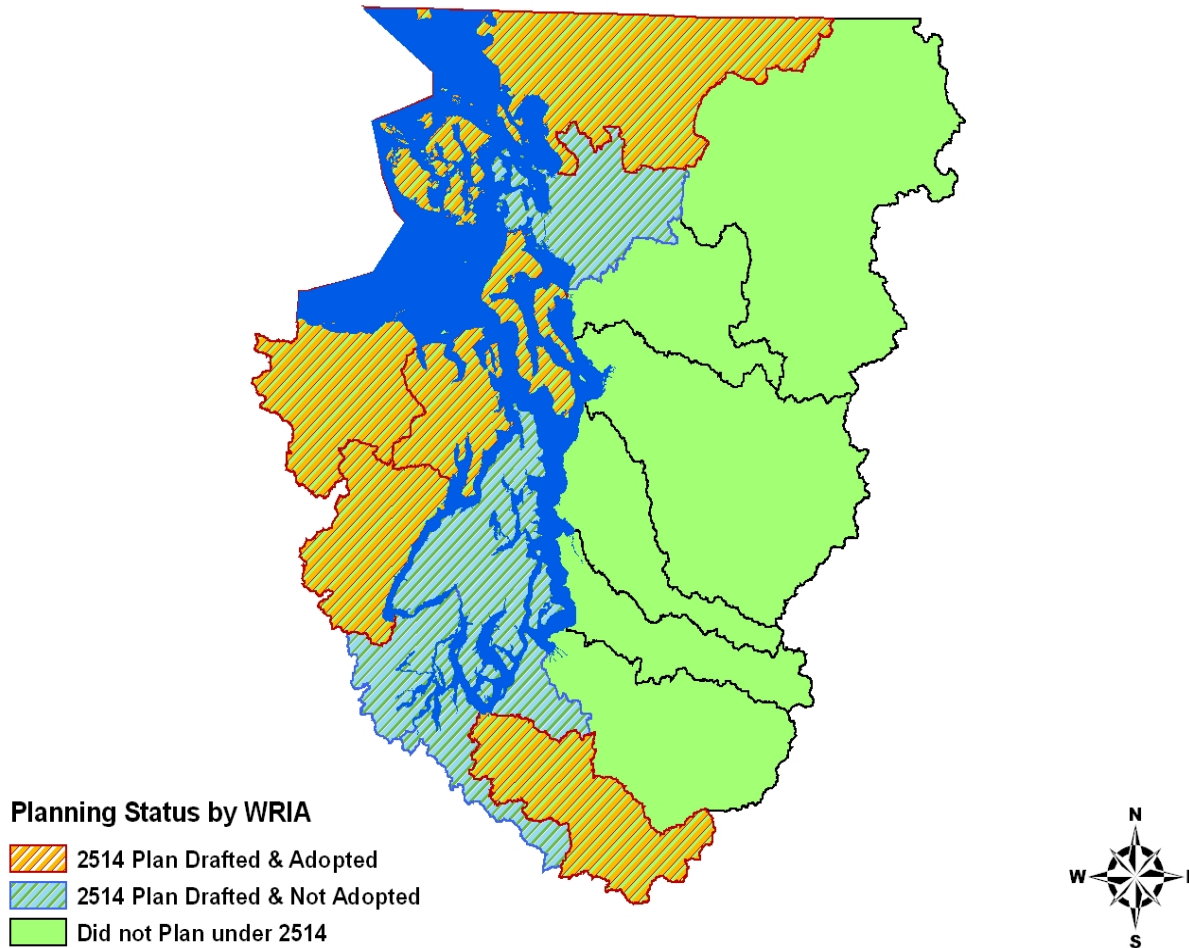 Planning Status by WRIA
2514 Plan Drafted & Adopted
2514 Plan Drafted & Not Adopted
Did not Plan under 2514
N
W
S